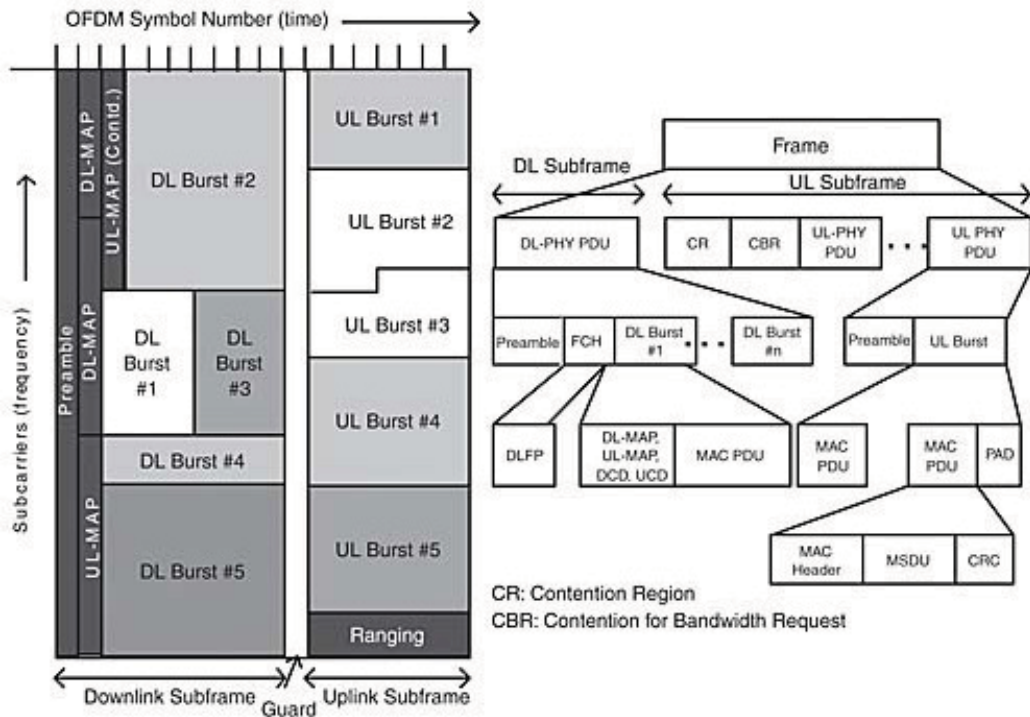 OFDM Symbol Number (time)
Subcarriers (frequency)
Preamble
DL-MAP
DL-MAP
UL-MAP
UL-MAP (Contd.)
DL Burst #2
DL
Burst
#1
DL
Burst
#3
DL Burst #4
DL Burst #5
UL Burst #1
UL Burst #2
UL Burst #3
UL Burst #4
UL Burst #5
Ranging
Downlink Subframe
Guard
Uplink Subframe
Frame
DL Subframe
UL Subframe
DL-PHY PDU
CR
CBR
UL-PHY
PDU
UL PHY
PDU
Preamble
FCH
DL Burst
#1
DL Burst
#n
Preamble
UL Burst
DLFP
DL-MAP,
UL-MAP,
DCD, UCD
MAC PDU
MAC
PDU
MAC
PDU
PAD
MAC
Header
MSDU
CRC
CR: Contention Region
CBR: Contention for Bandwidth Request